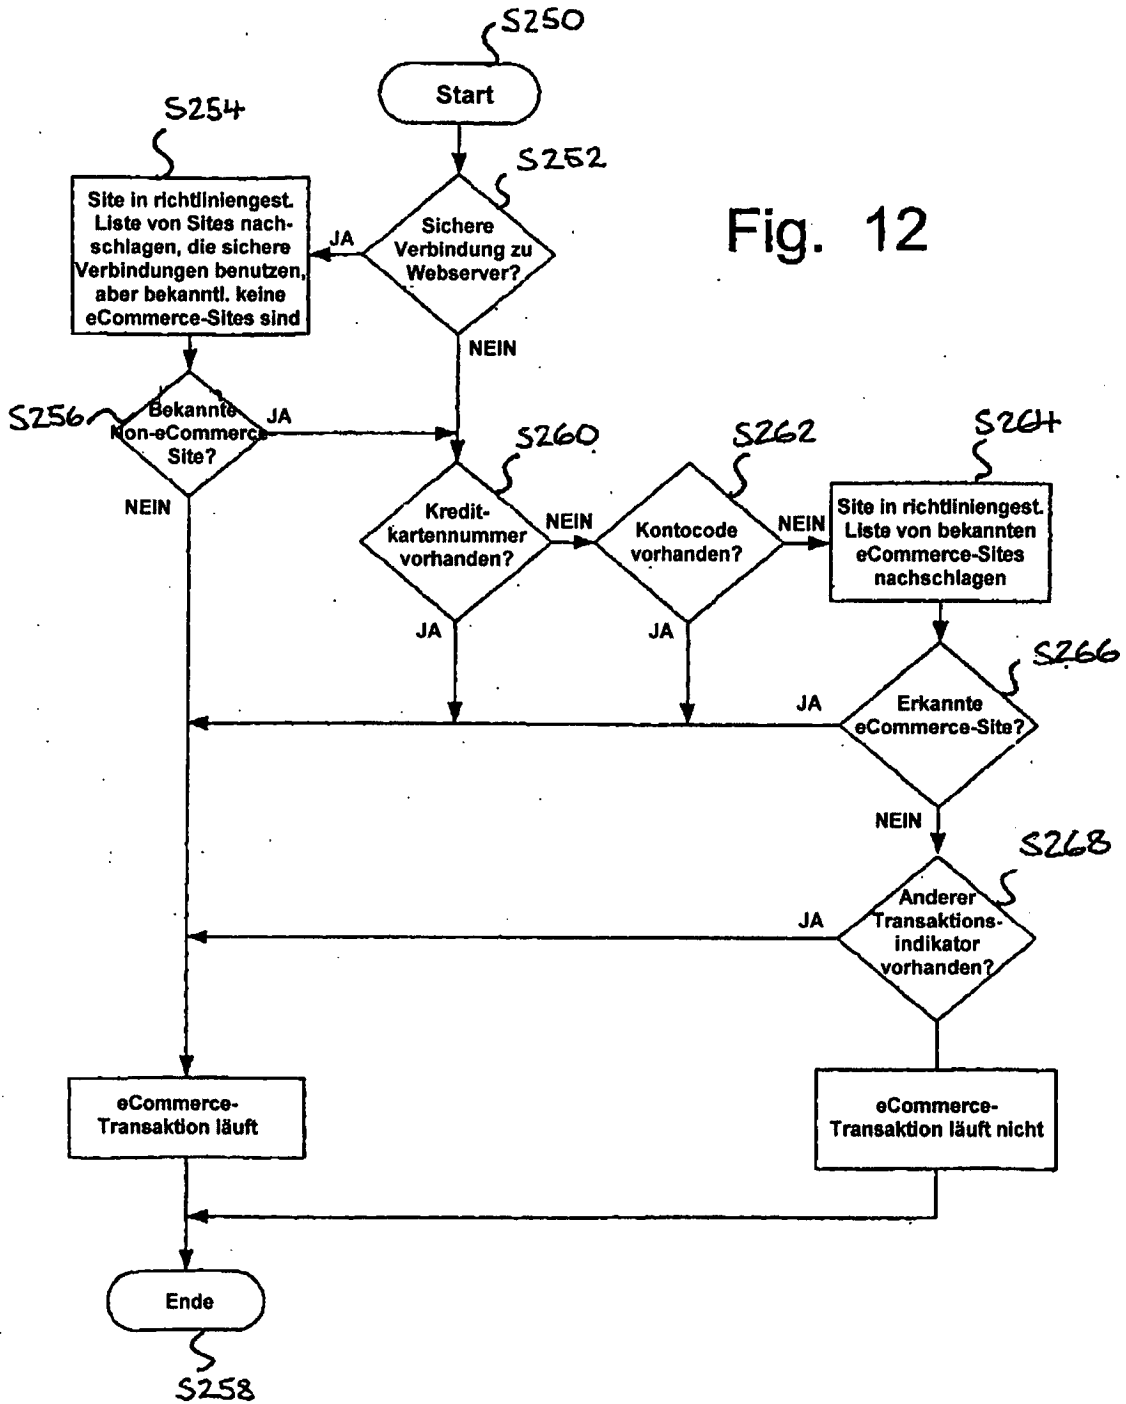 S250
Start
S254
S252
Site in richtliniengest.
Liste von Sites nach-
schlagen, die sichere
Verbindungen benutzen,
aber bekanntl. keine
eCommerce-Sites sind
JA
Sichere
Verbindung zu
Webserver?
Fig. 12
NEIN
S256
Bekannte
Non-eCommerce
Site?
JA
NEIN
S260
S262
S264
Kredit-
kartennummer
vorhanden?
NEIN
Kontocode
vorhanden?
NEIN
Site in richtliniengest.
Liste von bekannten
eCommerce-Sites
nachschlagen
JA
JA
S266
JA
Erkannte
eCommerce-Site?
NEIN
S268
JA
Anderer
Transaktions-
indikator
vorhanden?
eCommerce-
Transaktion läuft
eCommerce-
Transaktion läuft nicht
Ende
S258